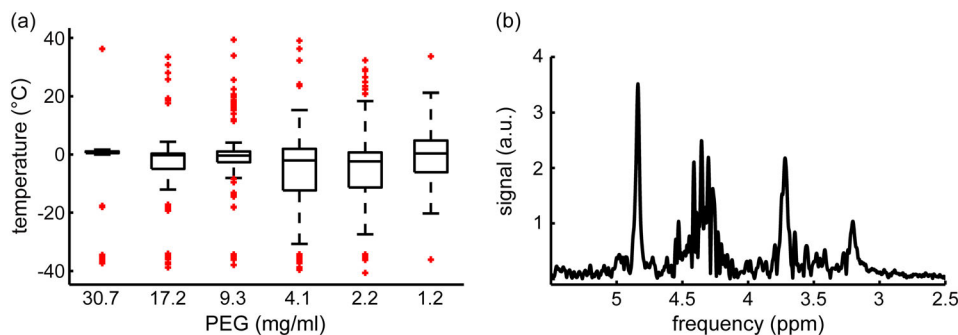 (a)
40
20
0
-20
-40
temperature (°C)
30.7 17.2 9.3 4.1 2.2 1.2
PEG (mg/ml)
(b)
4
3
2
1
signal (a.u.)
5 4.5 4 3.5 3 2.5
frequency (ppm)